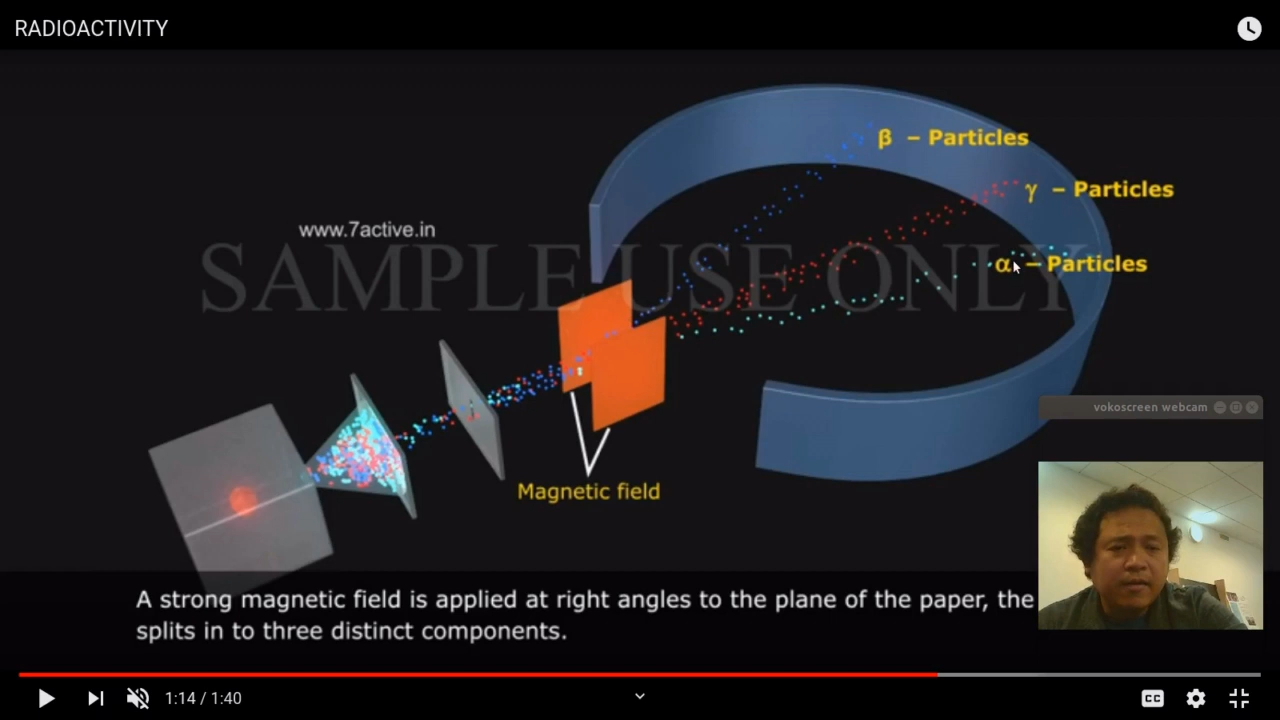 RADIOACTIVITY
β – Particles
γ – Particles
www.7active.in
SAMPLE USE ONLY
α – Particles
vokoscreen webcam
Magnetic field
A strong magnetic field is applied at right angles to the plane of the paper, the
splits in to three distinct components.
1:14 / 1:40
CC